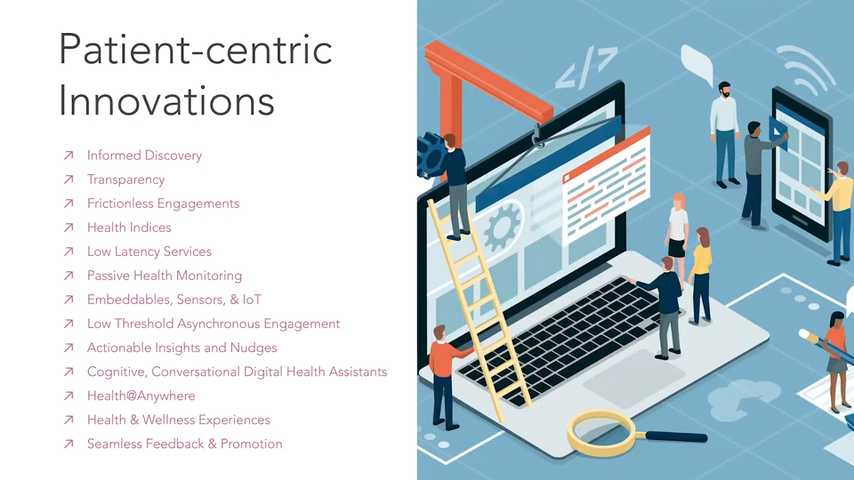 Patient-centric
Innovations
Informed Discovery
Transparency
Frictionless Engagements
Health Indices
Low Latency Services
Passive Health Monitoring
Embeddables, Sensors, & IoT
Low Threshold Asynchronous Engagement
Actionable Insights and Nudges
Cognitive, Conversational Digital Health Assistants
Health@Anywhere
Health & Wellness Experiences
Seamless Feedback & Promotion